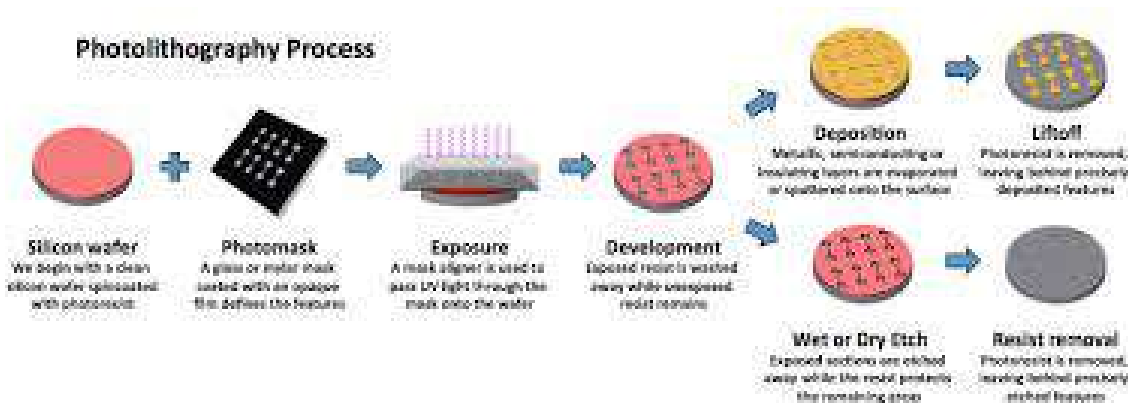 Photolithography Process
Silicon wafer
We begin with a clean
silicon wafer spincoated
with photoresist
Photomask
A glass or mylar mask
coated with an opaque
film defines the features
Exposure
A mask aligner is used to
pass UV light through the
mask onto the wafer
Development
Exposed resist is washed
away while unexposed
resist remains
Deposition
Metallic, semiconducting or
insulating layers are evaporated
or sputtered onto the surface
Liftoff
Photoresist is removed,
leaving behind precisely
deposited features
Wet or Dry Etch
Exposed sections are etched
away while the resist protects
the remaining areas
Resist removal
Photoresist is removed,
leaving behind precisely
etched features